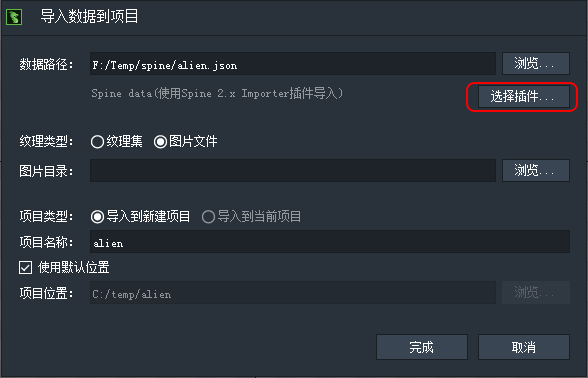 导入数据到项目
数据路径： F:/Temp/spine/alien.json 浏览...
Spine data(使用Spine 2.x Importer插件导入) 选择插件...
纹理类型： 纹理集 图片文件
图片目录： 浏览...
项目类型： 导入到新建项目 导入到当前项目
项目名称： alien
使用默认位置
项目位置： C:/temp/alien 浏览...
完成 取消